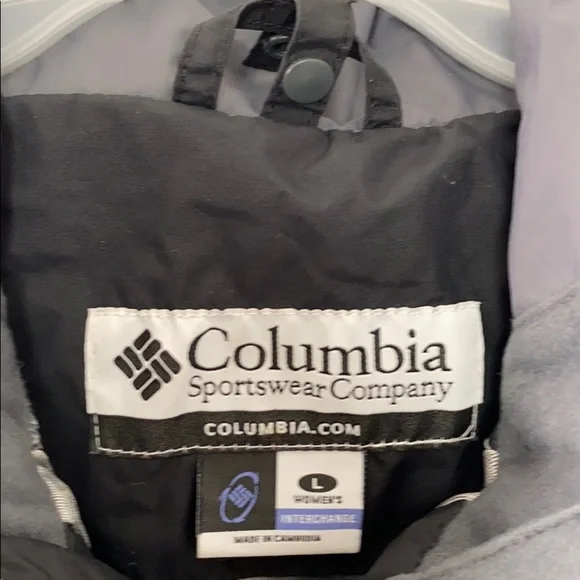 Columbia
Sportswear Company
COLUMBIA.COM
L
WOMEN'S
INTERCHANGE
MADE IN CAMBODIA